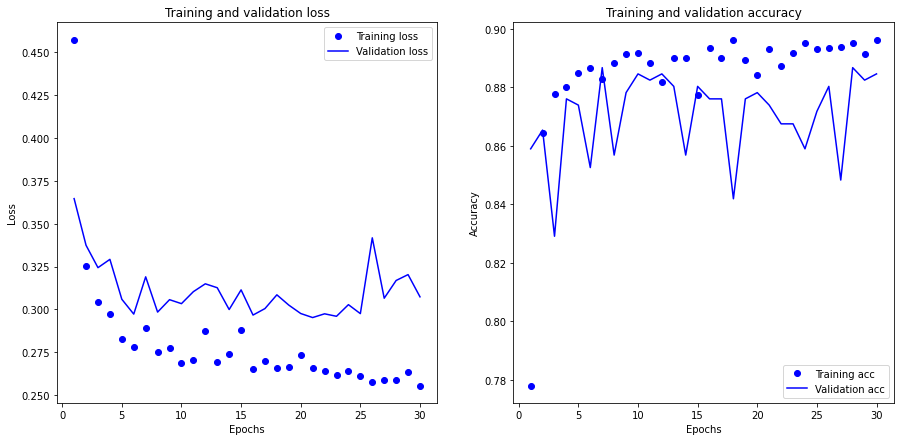 Training and validation loss
Training loss
Validation loss
0.450
0.425
0.400
0.375
0.350
0.325
0.300
0.275
0.250
Loss
0 5 10 15 20 25 30
Epochs
Training and validation accuracy
0.90
0.88
0.86
0.84
0.82
0.80
0.78
Accuracy
Training acc
Validation acc
0 5 10 15 20 25 30
Epochs